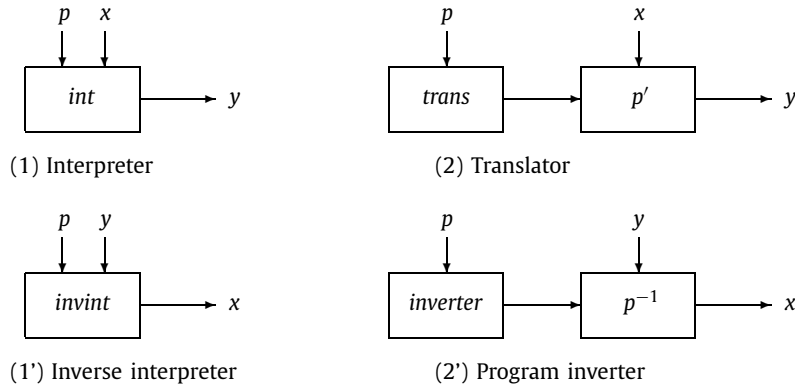 p x p x
int y trans p′ y
(1) Interpreter (2) Translator
p y p y
invint x inverter p⁻¹ x
(1') Inverse interpreter (2') Program inverter